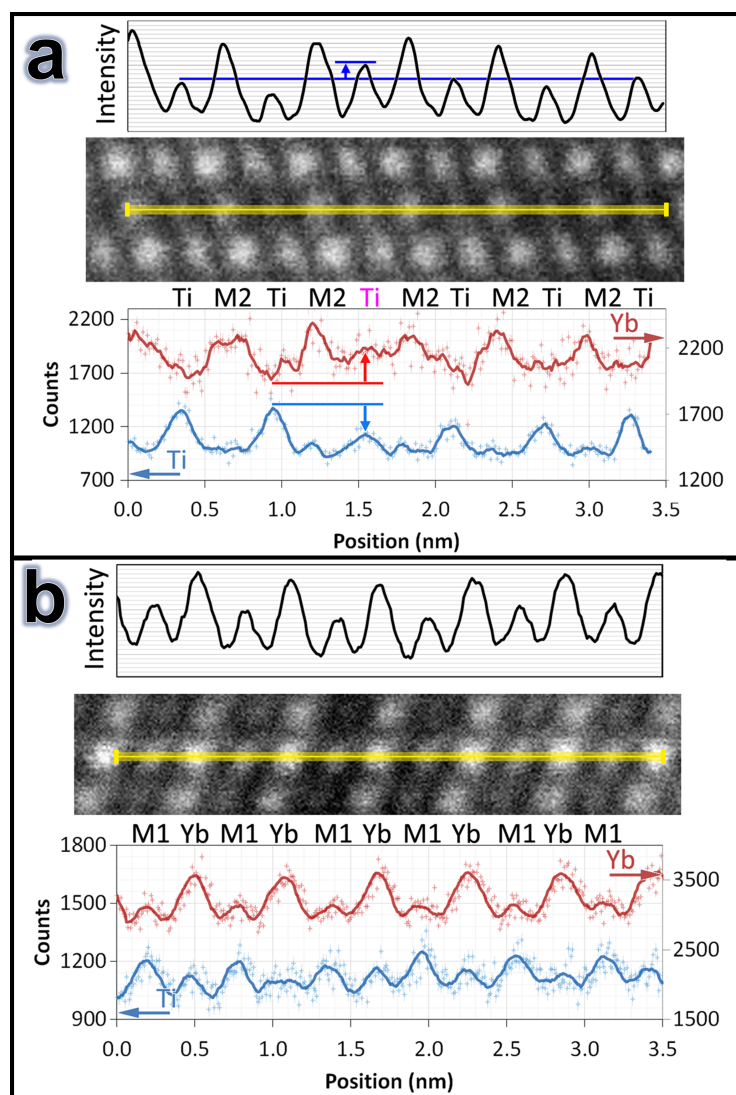 a
Intensity
Ti M2 Ti M2 Ti M2 Ti M2 Ti M2 Ti
2200
1700
1200
700
Counts
Yb
2200
1700
1200
Ti
0.0 0.5 1.0 1.5 2.0 2.5 3.0 3.5
Position (nm)
b
Intensity
M1 Yb M1 Yb M1 Yb M1 Yb M1 Yb M1
1800
1500
1200
900
Counts
Yb
3500
2500
1500
Ti
0.0 0.5 1.0 1.5 2.0 2.5 3.0 3.5
Position (nm)